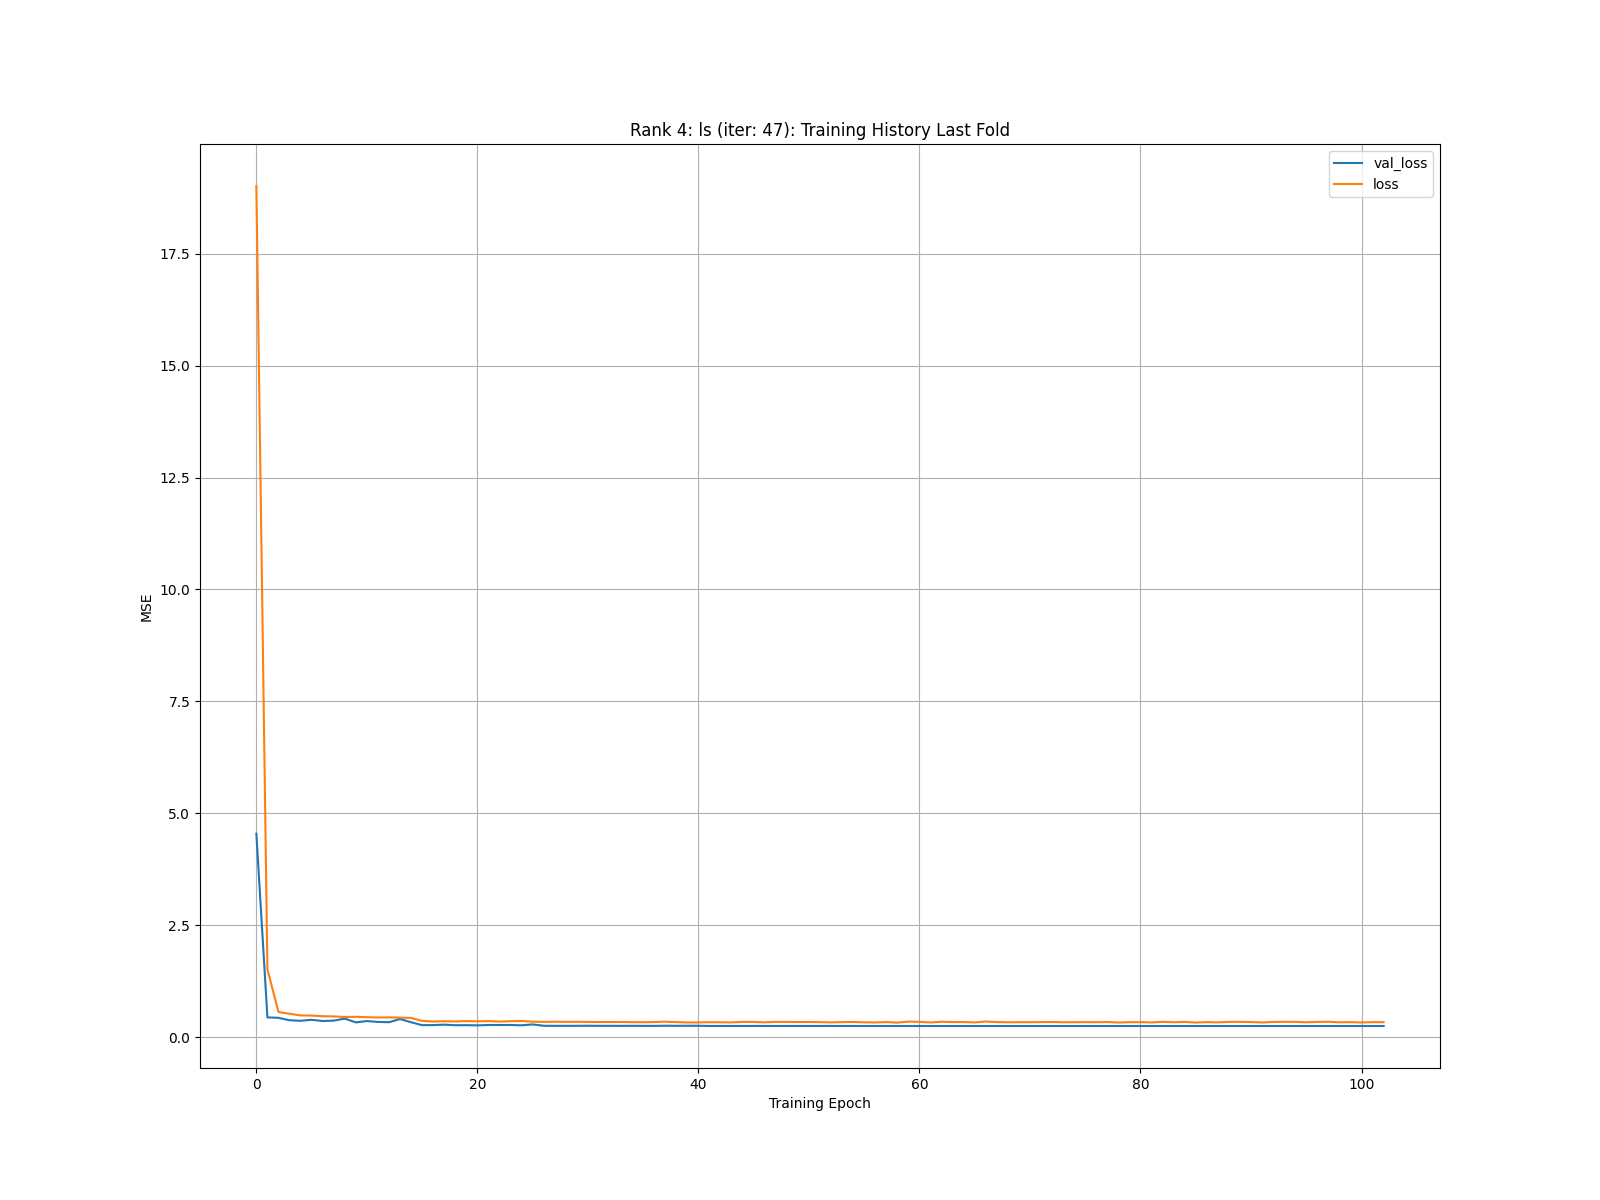 Rank 4: ls (iter: 47): Training History Last Fold
val_loss
loss
17.5
15.0
12.5
10.0
7.5
5.0
2.5
0.0
MSE
0 20 40 60 80 100
Training Epoch